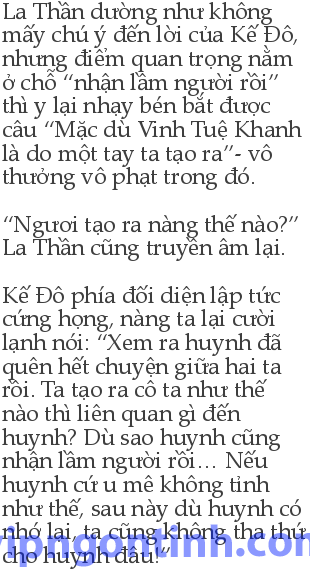 La Thần dường như không
mấy chú ý đến lời của Kế Đô,
nhưng điểm quan trọng nằm
ở chỗ “nhận lầm người rồi”
thì y lại nhạy bén bắt được
câu “Mặc dù Vinh Tuệ Khanh
là do một tay ta tạo ra”- vô
thưởng vô phạt trong đó.
“Ngươi tạo ra nàng thế nào?”
La Thần cũng truyền âm lại.
Kế Đô phía đối diện lập tức
cứng họng, nàng ta lại cười
lạnh nói: “Xem ra huynh đã
quên hết chuyện giữa hai ta
rồi. Ta tạo ra cô ta như thế
nào thì liên quan gì đến
huynh? Dù sao huynh cũng
nhận lầm người rồi... Nếu
huynh cứ u mê không tỉnh
như thế, sau này dù huynh có
nhớ lại, ta cũng không tha thứ
cho huynh đâu!”
vipngontinh.com